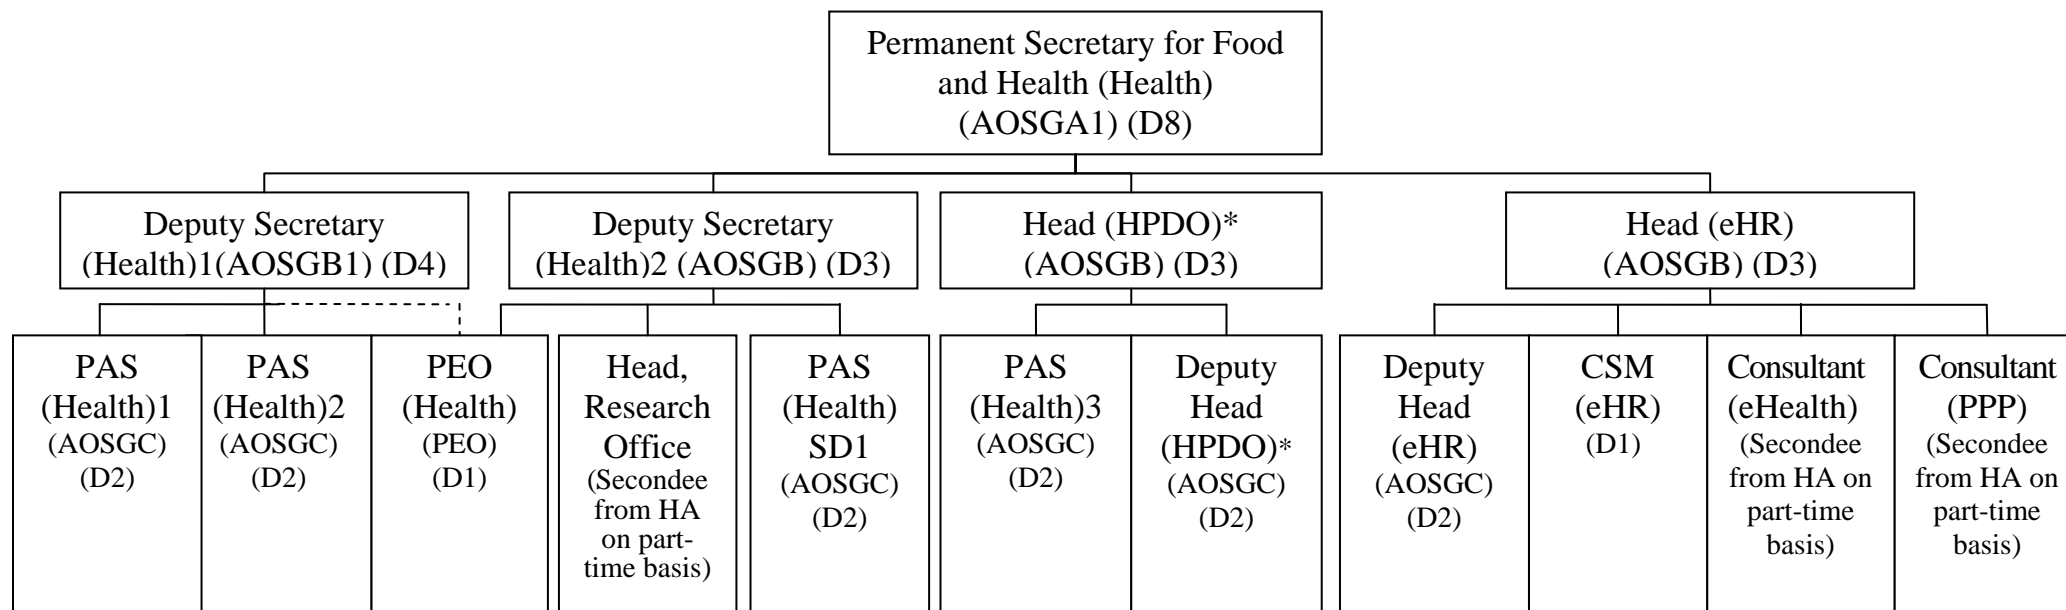 Permanent Secretary for Food
and Health (Health)
(AOSGA1) (D8)
Deputy Secretary
(Health)1(AOSGB1) (D4)
Deputy Secretary
(Health)2 (AOSGB) (D3)
Head (HPDO)*
(AOSGB) (D3)
Head (eHR)
(AOSGB) (D3)
PAS
(Health)1
(AOSGC)
(D2)
PAS
(Health)2
(AOSGC)
(D2)
PEO
(Health)
(PEO)
(D1)
Head,
Research
Office
(Secondee
from HA
on part-
time basis)
PAS
(Health)
SD1
(AOSGC)
(D2)
PAS
(Health)3
(AOSGC)
(D2)
Deputy
Head
(HPDO)*
(AOSGC)
(D2)
Deputy
Head
(eHR)
(AOSGC)
(D2)
CSM
(eHR)
(D1)
Consultant
(eHealth)
(Secondee
from HA on
part-time
basis)
Consultant
(PPP)
(Secondee
from HA on
part-time
basis)